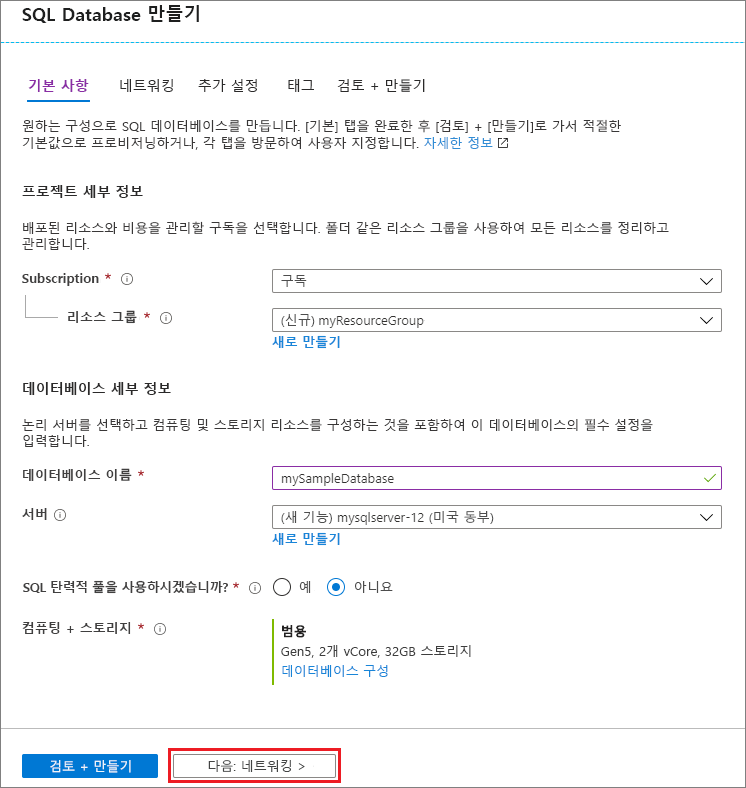 SQL Database 만들기
기본 사항 네트워킹 추가 설정 태그 검토 + 만들기
원하는 구성으로 SQL 데이터베이스를 만듭니다. [기본] 탭을 완료한 후 [검토] + [만들기]로 가서 적절한
기본값으로 프로비저닝하거나, 각 탭을 방문하여 사용자 지정합니다. 자세한 정보
프로젝트 세부 정보
배포된 리소스와 비용을 관리할 구독을 선택합니다. 폴더 같은 리소스 그룹을 사용하여 모든 리소스를 정리하고
관리합니다.
Subscription * 구독
리소스 그룹 * (신규) myResourceGroup
새로 만들기
데이터베이스 세부 정보
논리 서버를 선택하고 컴퓨팅 및 스토리지 리소스를 구성하는 것을 포함하여 이 데이터베이스의 필수 설정을
입력합니다.
데이터베이스 이름 * mySampleDatabase
서버 (새 기능) mysqlserver-12 (미국 동부)
새로 만들기
SQL 탄력적 풀을 사용하시겠습니까? * 예 아니요
컴퓨팅 + 스토리지 * 범용
Gen5, 2개 vCore, 32GB 스토리지
데이터베이스 구성
검토 + 만들기 다음: 네트워킹 >